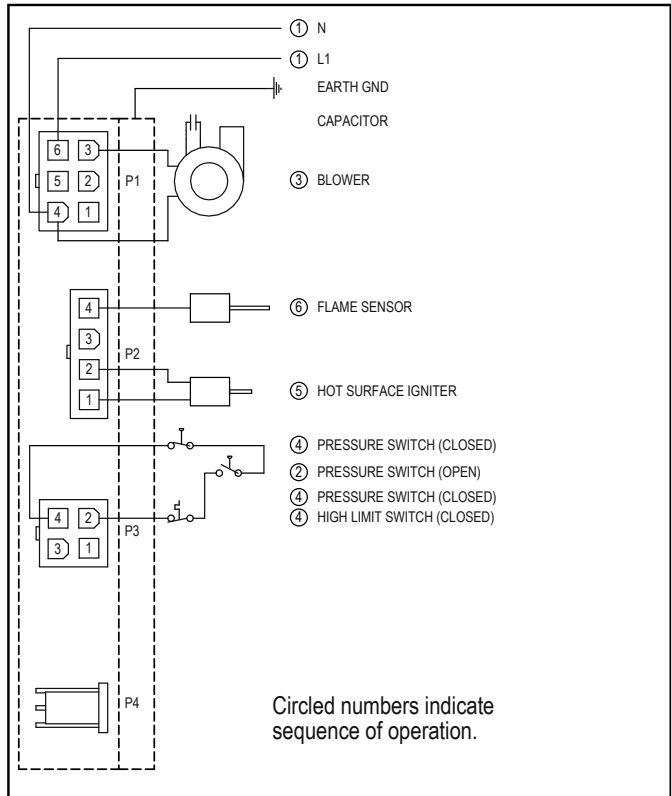 ① N
① L1
EARTH GND
CAPACITOR
6 3
5 2 P1
4 1
③ BLOWER
4
⑥ FLAME SENSOR
3
P2
2
1
⑤ HOT SURFACE IGNITER
④ PRESSURE SWITCH (CLOSED)
② PRESSURE SWITCH (OPEN)
④ PRESSURE SWITCH (CLOSED)
④ HIGH LIMIT SWITCH (CLOSED)
4 2
P3
3 1
P4
Circled numbers indicate
sequence of operation.